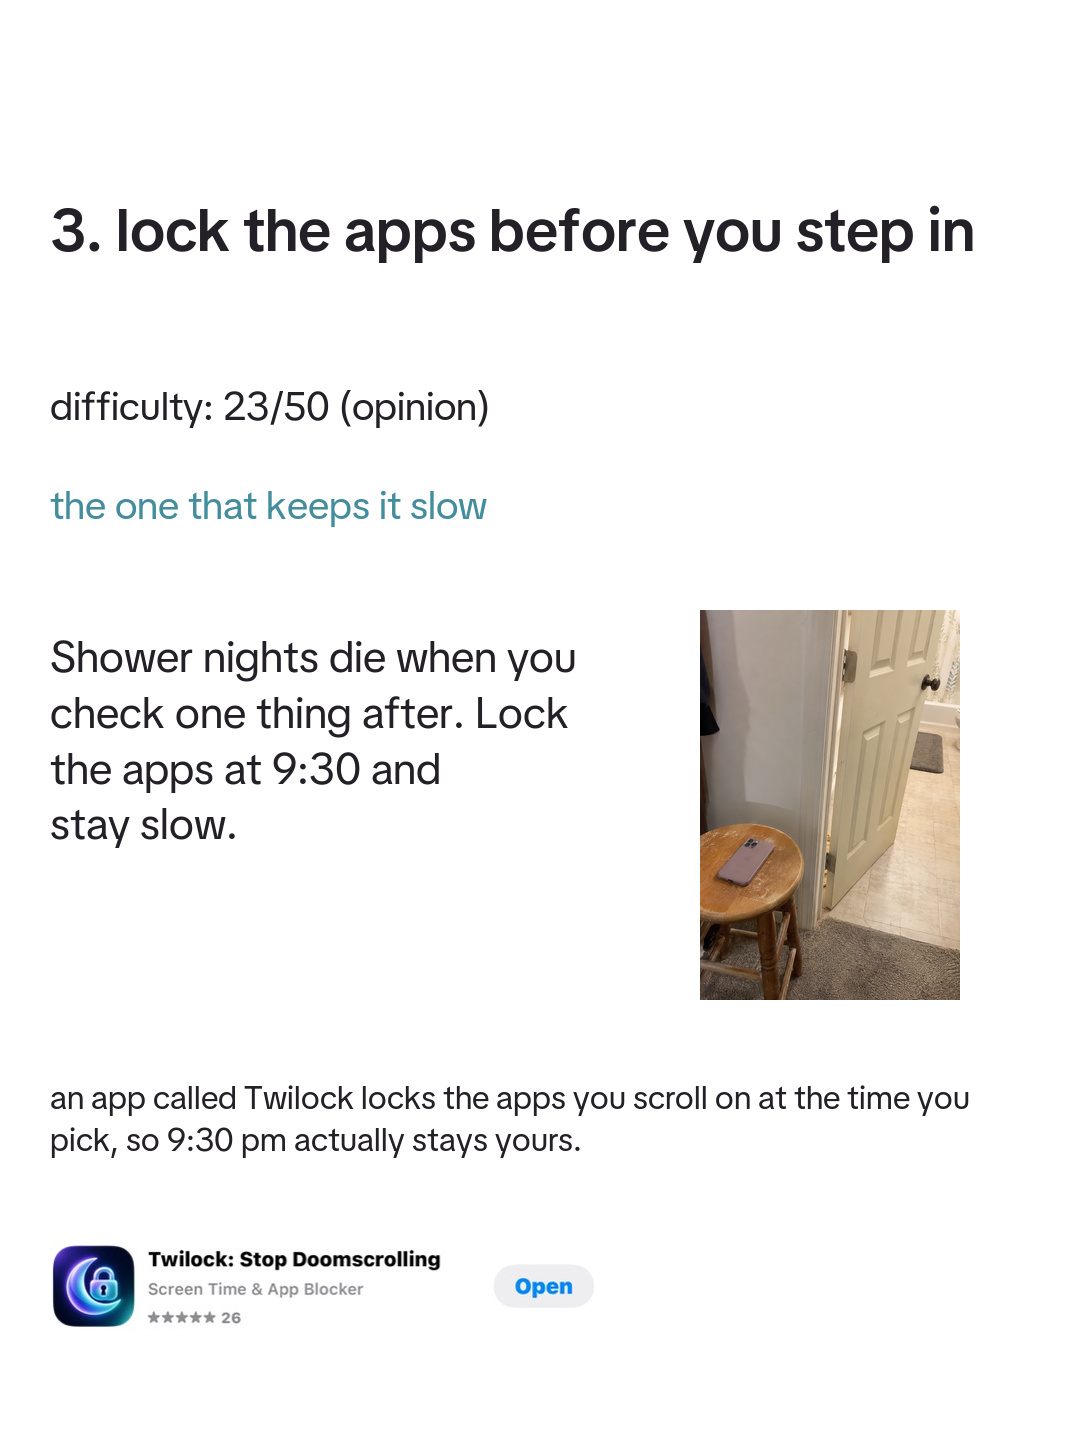 3. lock the apps before you step in
difficulty: 23/50 (opinion)
the one that keeps it slow
Shower nights die when you
check one thing after. Lock
the apps at 9:30 and
stay slow.
an app called Twilock locks the apps you scroll on at the time you
pick, so 9:30 pm actually stays yours.
Twilock: Stop Doomscrolling
Screen Time & App Blocker
★★★★★ 26
Open